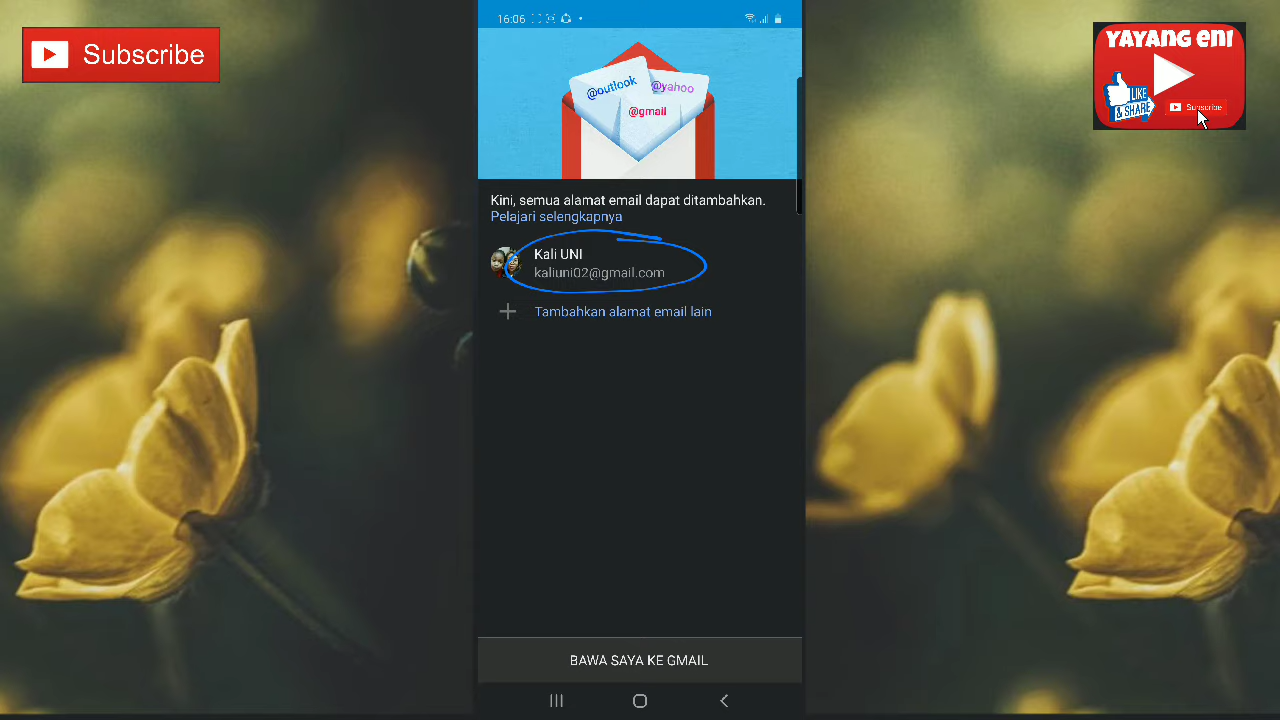 Subscribe
16:06
@outlook
@yahoo
@gmail
Kini, semua alamat email dapat ditambahkan.
Pelajari selengkapnya
Kali UNI
kaliuni02@gmail.com
Tambahkan alamat email lain
BAWA SAYA KE GMAIL
YAYANG ENI
LIKE
& SHARE
Subscribe